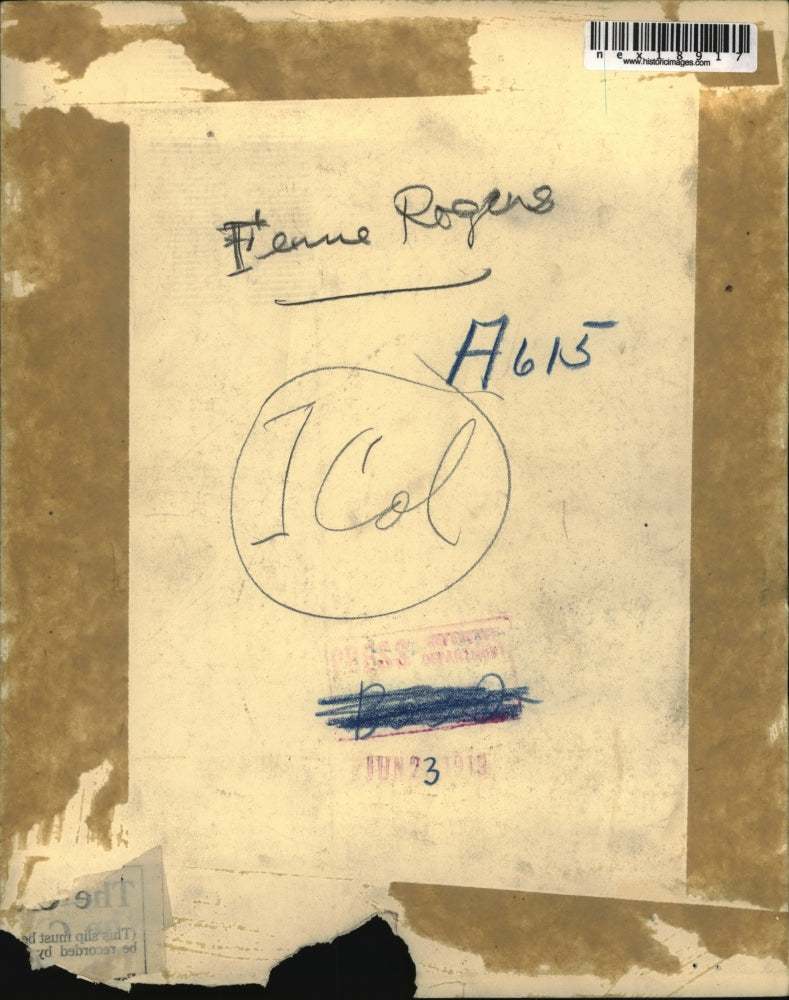 nex18917
www.historicimages.com
Fenne Rogers
A615
1 Col
JUN 23 1919
The
(This slip must be
be recorded by